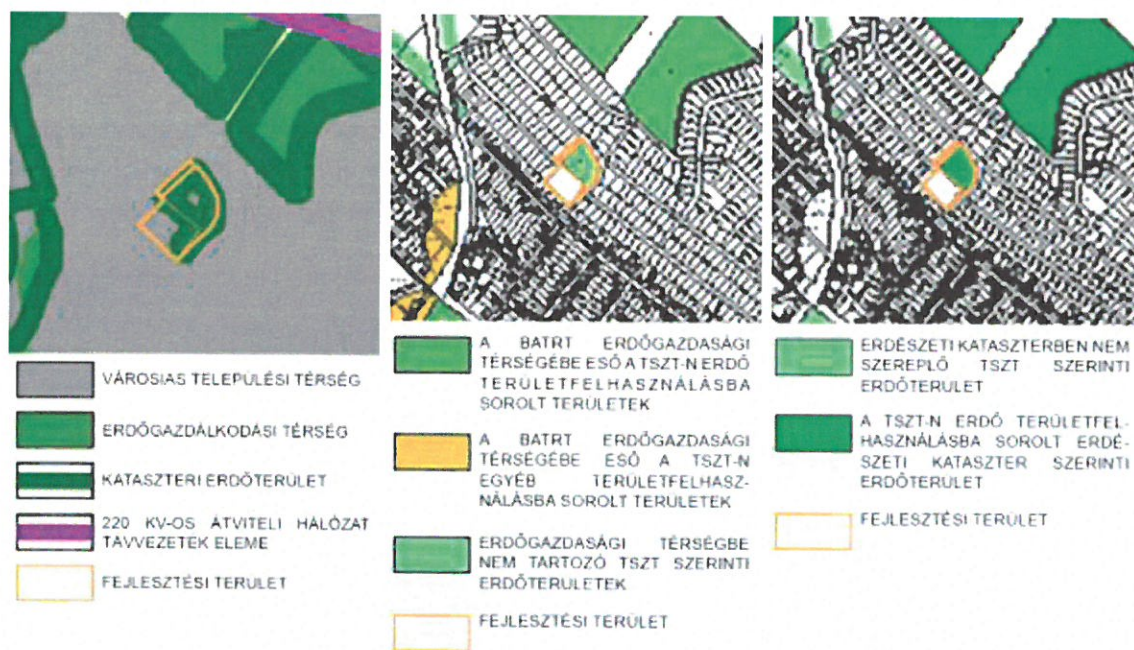 VÁROSIAS TELEPÜLÉSI TÉRSÉG
ERDŐGAZDÁLKODÁSI TÉRSÉG
KATASZTERI ERDŐTERÜLET
220 KV-OS ÁTVITELI HÁLÓZAT
TÁVVEZETÉK ELEME
FEJLESZTÉSI TERÜLET
A BATRT ERDŐGAZDASÁGI
TÉRSÉGÉBE ESŐ A TSZT-N ERDŐ
TERÜLETFELHASZNÁLÁSBA
SOROLT TERÜLETEK
A BATRT ERDŐGAZDASÁGI
TÉRSÉGÉBE ESŐ A TSZT-N
EGYÉB TERÜLETFELHASZ-
NÁLÁSBA SOROLT TERÜLETEK
ERDŐGAZDASÁGI TÉRSÉGBE
NEM TARTOZÓ TSZT SZERINTI
ERDŐTERÜLETEK
FEJLESZTÉSI TERÜLET
ERDÉSZETI KATASZTERBEN NEM
SZEREPLŐ TSZT SZERINTI
ERDŐTERÜLET
A TSZT-N ERDŐ TERÜLETFEL-
HASZNÁLÁSBA SOROLT ERDÉ-
SZETI KATASZTER SZERINTI
ERDŐTERÜLET
FEJLESZTÉSI TERÜLET